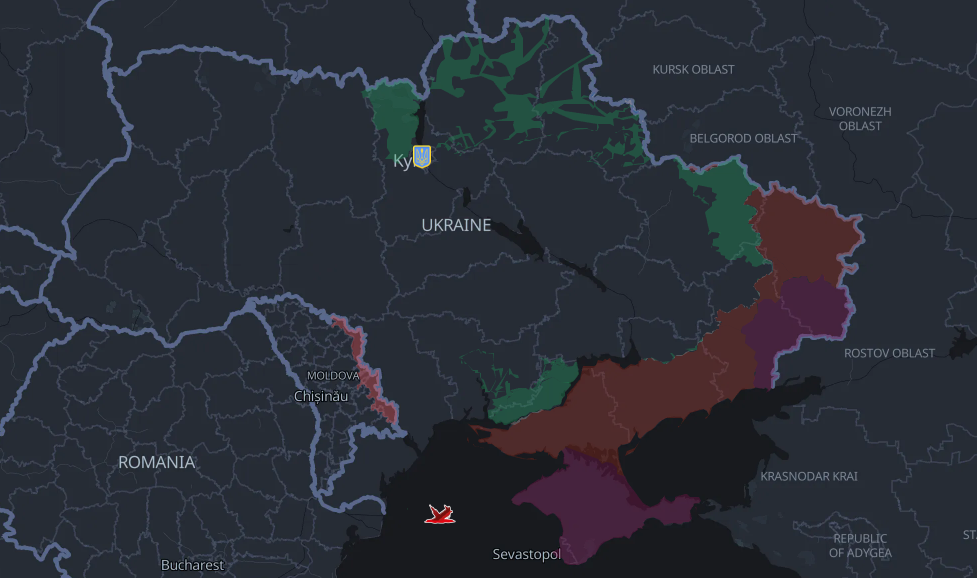 KURSK OBLAST
VORONEZH
OBLAST
BELGOROD OBLAST
Ky
UKRAINE
ROSTOV OBLAST
MOLDOVA
Chișinău
ROMANIA
KRASNODAR KRAI
REPUBLIC
OF ADYGEA
ST
Sevastopol
Bucharest